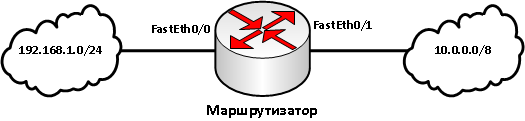 192.168.1.0/24
FastEth0/0
FastEth0/1
10.0.0.0/8
Маршрутизатор